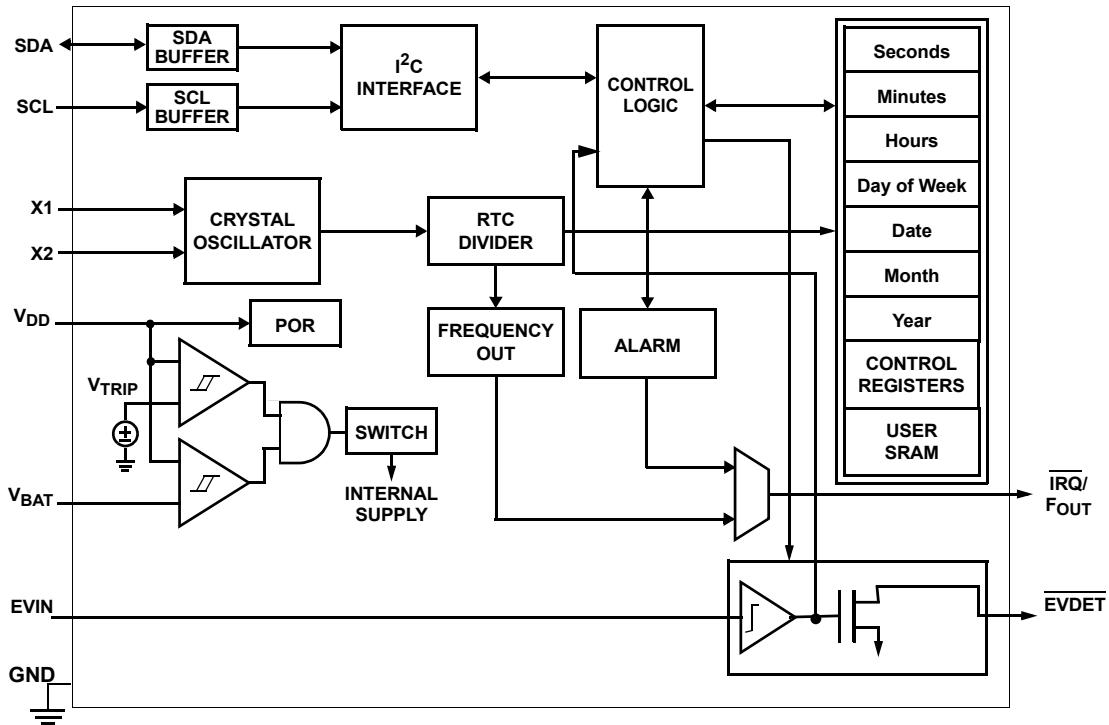 SDA
SDA
BUFFER
SCL
SCL
BUFFER
I²C
INTERFACE
CONTROL
LOGIC
Seconds
Minutes
Hours
Day of Week
Date
Month
Year
CONTROL
REGISTERS
USER
SRAM
X1
X2
CRYSTAL
OSCILLATOR
RTC
DIVIDER
FREQUENCY
OUT
ALARM
VDD
POR
VTRIP
SWITCH
INTERNAL
SUPPLY
VBAT
IRQ/
FOUT
EVIN
EVDET
GND